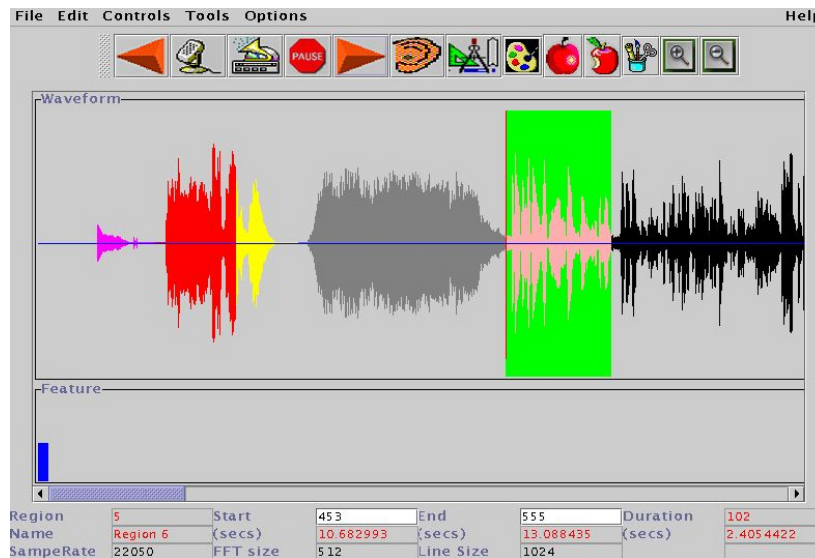 File Edit Controls Tools Options Help
PAUSE
Waveform
Feature
Region 5 Start 453 End 555 Duration 102
Name Region 6 (secs) 10.682993 (secs) 13.088435 (secs) 2.4054422
SampeRate 22050 FFT size 512 Line Size 1024